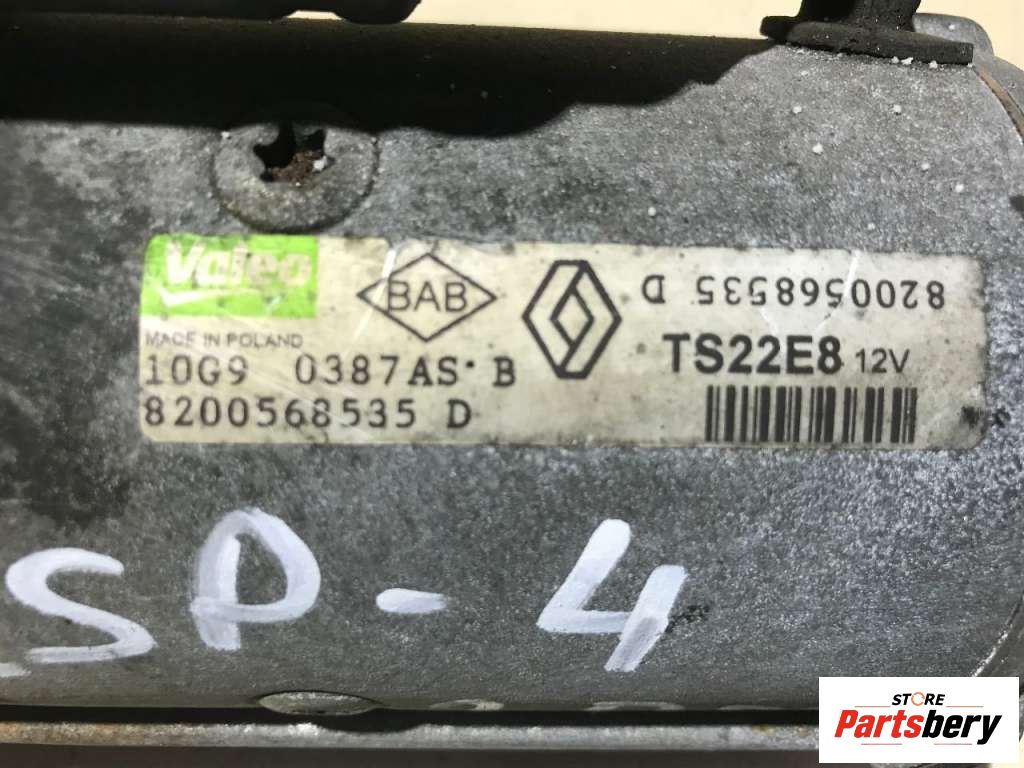 Valeo
MADE IN POLAND
BAB
8200568535 D
TS22E8 12V
10G9 0387AS· B
8200568535 D
SP-4
STORE
Partsbery